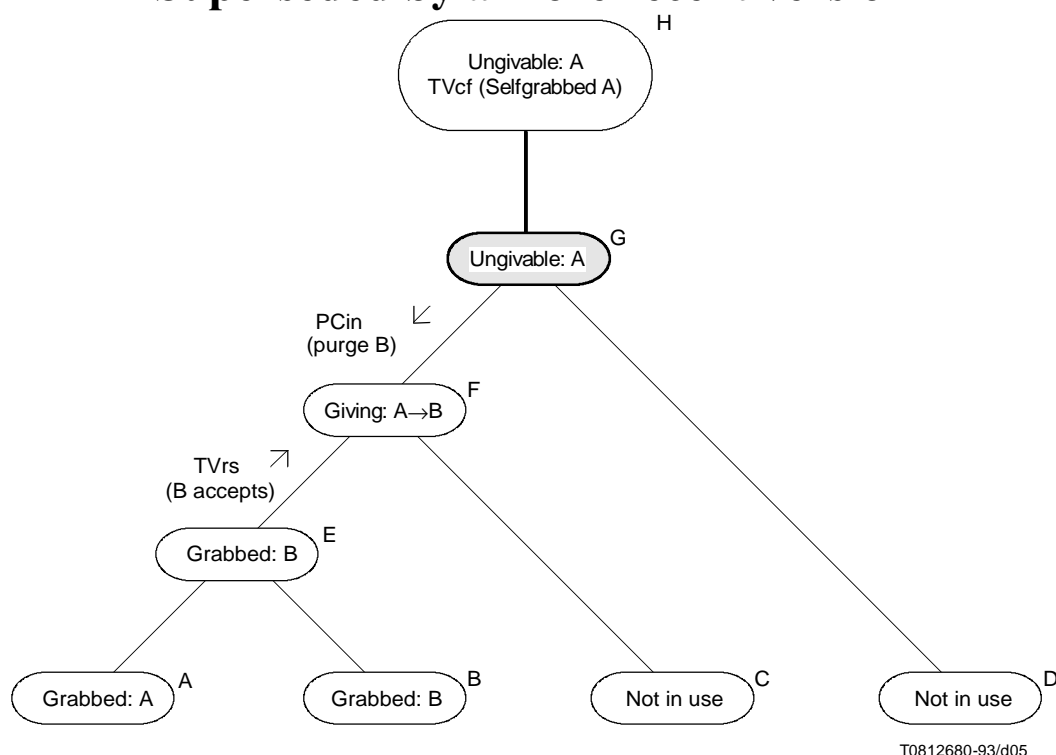 H
Ungivable: A
TVcf (Selfgrabbed A)
G
Ungivable: A
PCin
(purge B)
F
Giving: A→B
TVrs
(B accepts)
E
Grabbed: B
A
Grabbed: A
B
Grabbed: B
C
Not in use
D
Not in use
T0812680-93/d05